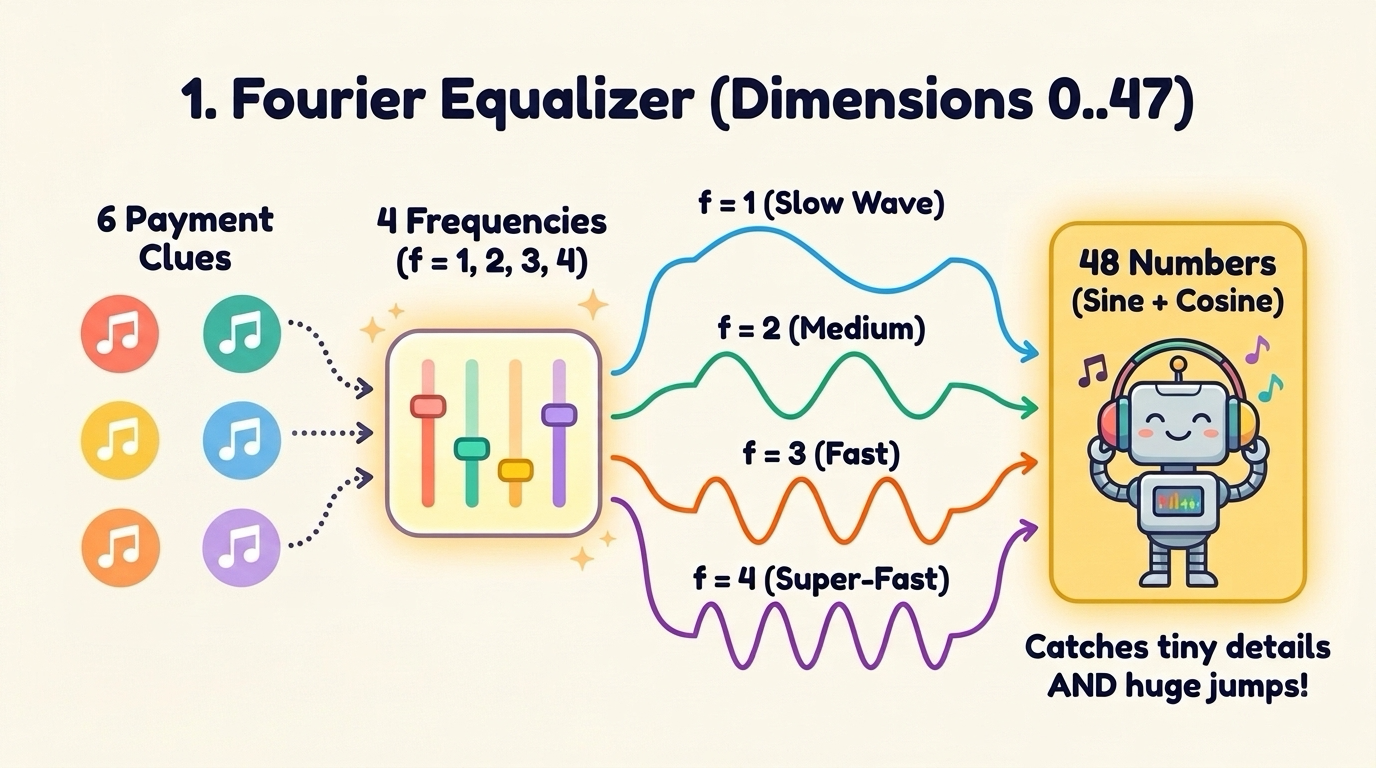 1. Fourier Equalizer (Dimensions 0..47)
6 Payment
Clues
4 Frequencies
(f = 1, 2, 3, 4)
f = 1 (Slow Wave)
f = 2 (Medium)
f = 3 (Fast)
f = 4 (Super-Fast)
48 Numbers
(Sine + Cosine)
Catches tiny details
AND huge jumps!